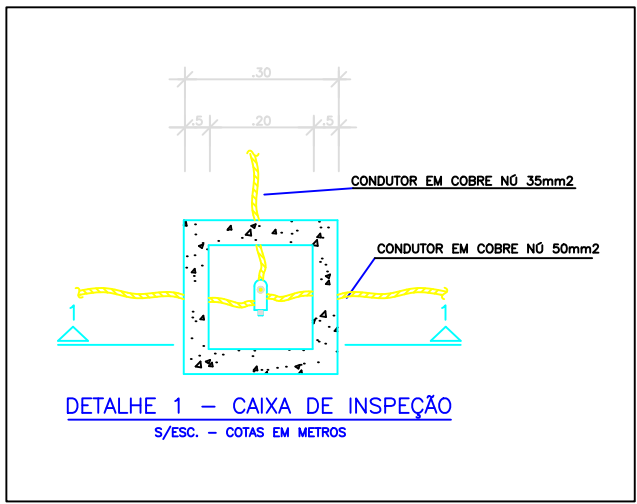 .30
.5 .20 .5
CONDUTOR EM COBRE NÚ 35mm2
CONDUTOR EM COBRE NÚ 50mm2
1 1
DETALHE 1 - CAIXA DE INSPEÇÃO
S/ESC. - COTAS EM METROS